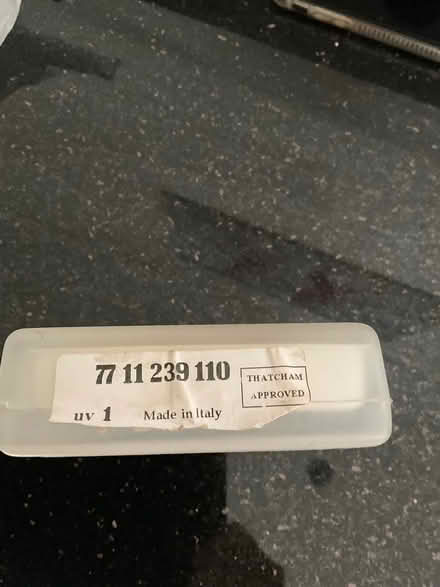 77 11 239 110
THATCHAM
APPROVED
uv 1 Made in Italy